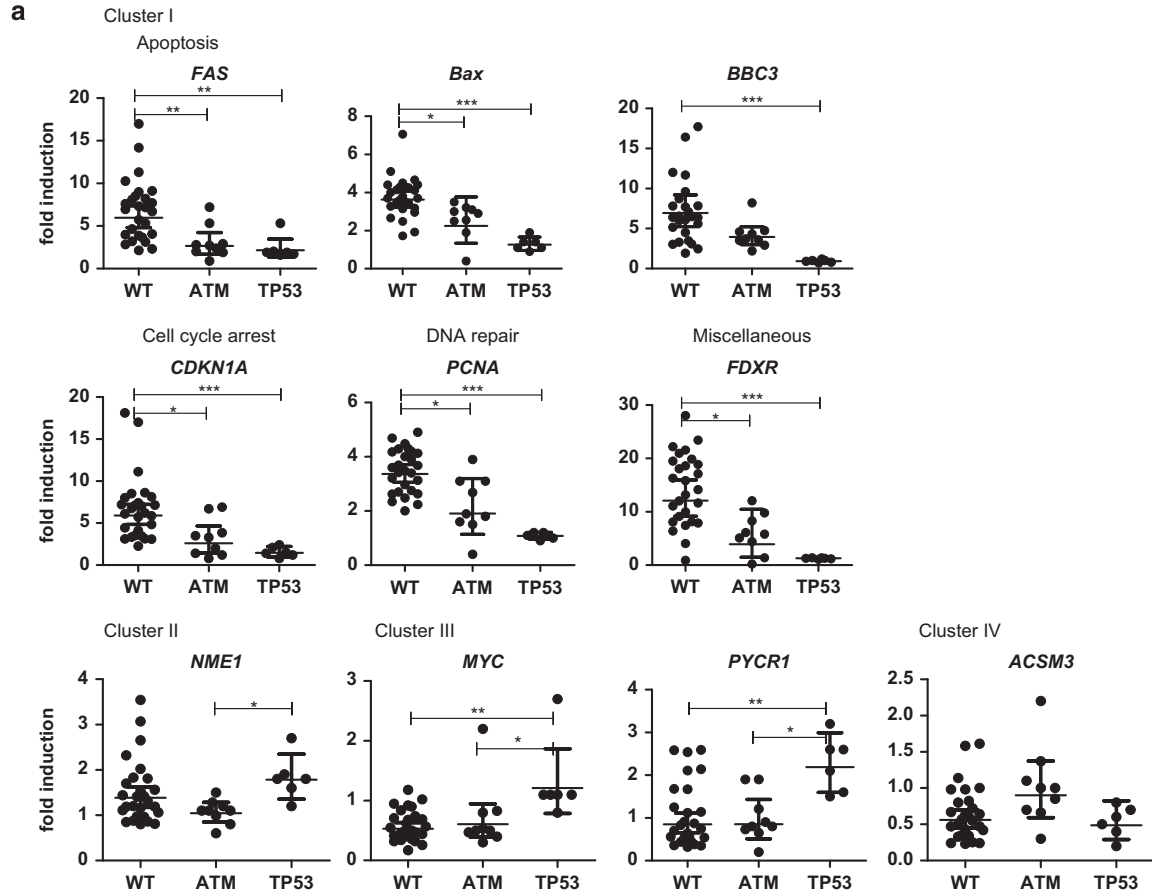 a
Cluster I
Apoptosis
FAS
Bax
BBC3
fold induction
20
15
10
5
0
**
**
WT ATM TP53
8
6
4
2
0
***
*
WT ATM TP53
20
15
10
5
0
***
WT ATM TP53
Cell cycle arrest
DNA repair
Miscellaneous
CDKN1A
PCNA
FDXR
fold induction
20
15
10
5
0
***
*
WT ATM TP53
6
4
2
0
***
*
WT ATM TP53
30
20
10
0
***
*
WT ATM TP53
Cluster II
Cluster III
Cluster IV
NME1
MYC
PYCR1
ACSM3
fold induction
4
3
2
1
0
*
WT ATM TP53
3
2
1
0
**
*
WT ATM TP53
4
3
2
1
0
**
*
WT ATM TP53
2.5
2.0
1.5
1.0
0.5
0.0
WT ATM TP53